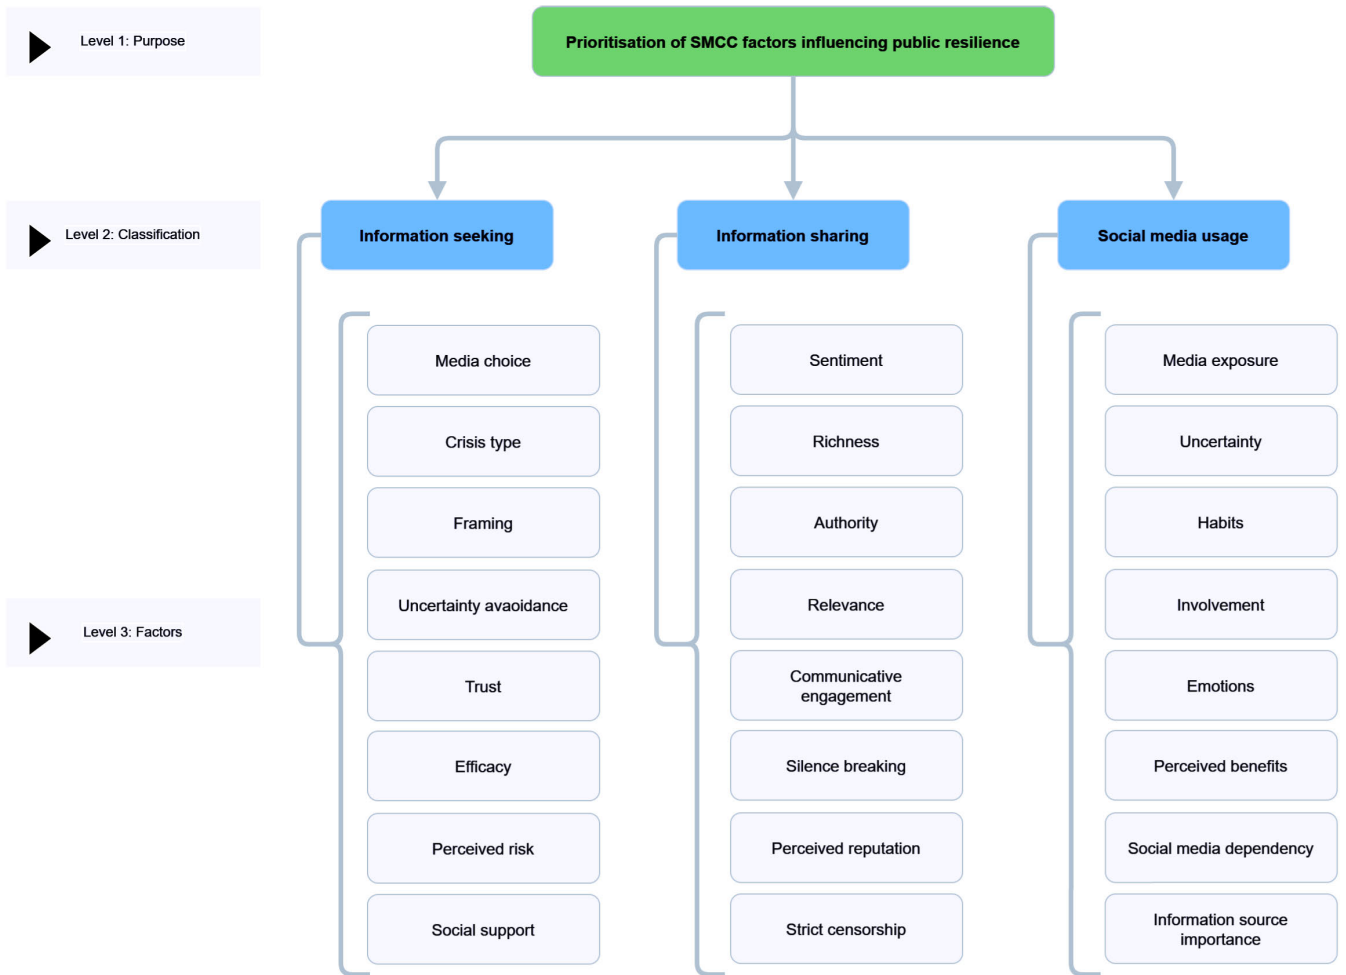 Level 1: Purpose
Prioritisation of SMCC factors influencing public resilience
Level 2: Classification
Information seeking
Information sharing
Social media usage
Level 3: Factors
Media choice
Crisis type
Framing
Uncertainty avaoidance
Trust
Efficacy
Perceived risk
Social support
Sentiment
Richness
Authority
Relevance
Communicative
engagement
Silence breaking
Perceived reputation
Strict censorship
Media exposure
Uncertainty
Habits
Involvement
Emotions
Perceived benefits
Social media dependency
Information source
importance